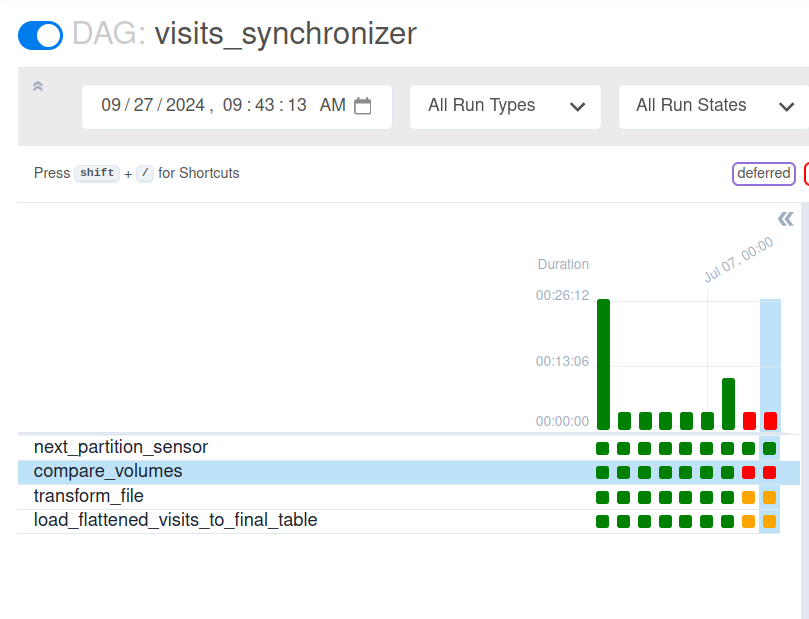 DAG: visits_synchronizer
09 / 27 / 2024 , 09 : 43 : 13 AM
All Run Types
All Run States
Press shift + / for Shortcuts
deferred
Jul 07, 00:00
Duration
00:26:12
00:13:06
00:00:00
next_partition_sensor
compare_volumes
transform_file
load_flattened_visits_to_final_table